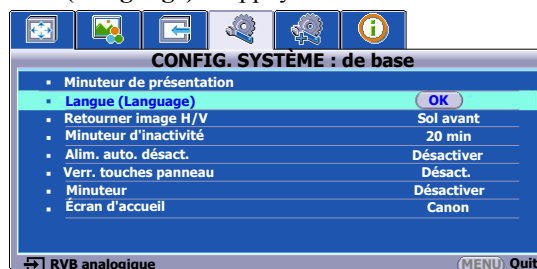 CONFIG. SYSTÈME : de base
Minuteur de présentation
Langue (Language) OK
Retourner image H/V Sol avant
Minuteur d'inactivité 20 min
Alim. auto. désact. Désactiver
Verr. touches panneau Désact.
Minuteur Désactiver
Écran d'accueil Canon
RVB analogique MENU Quit